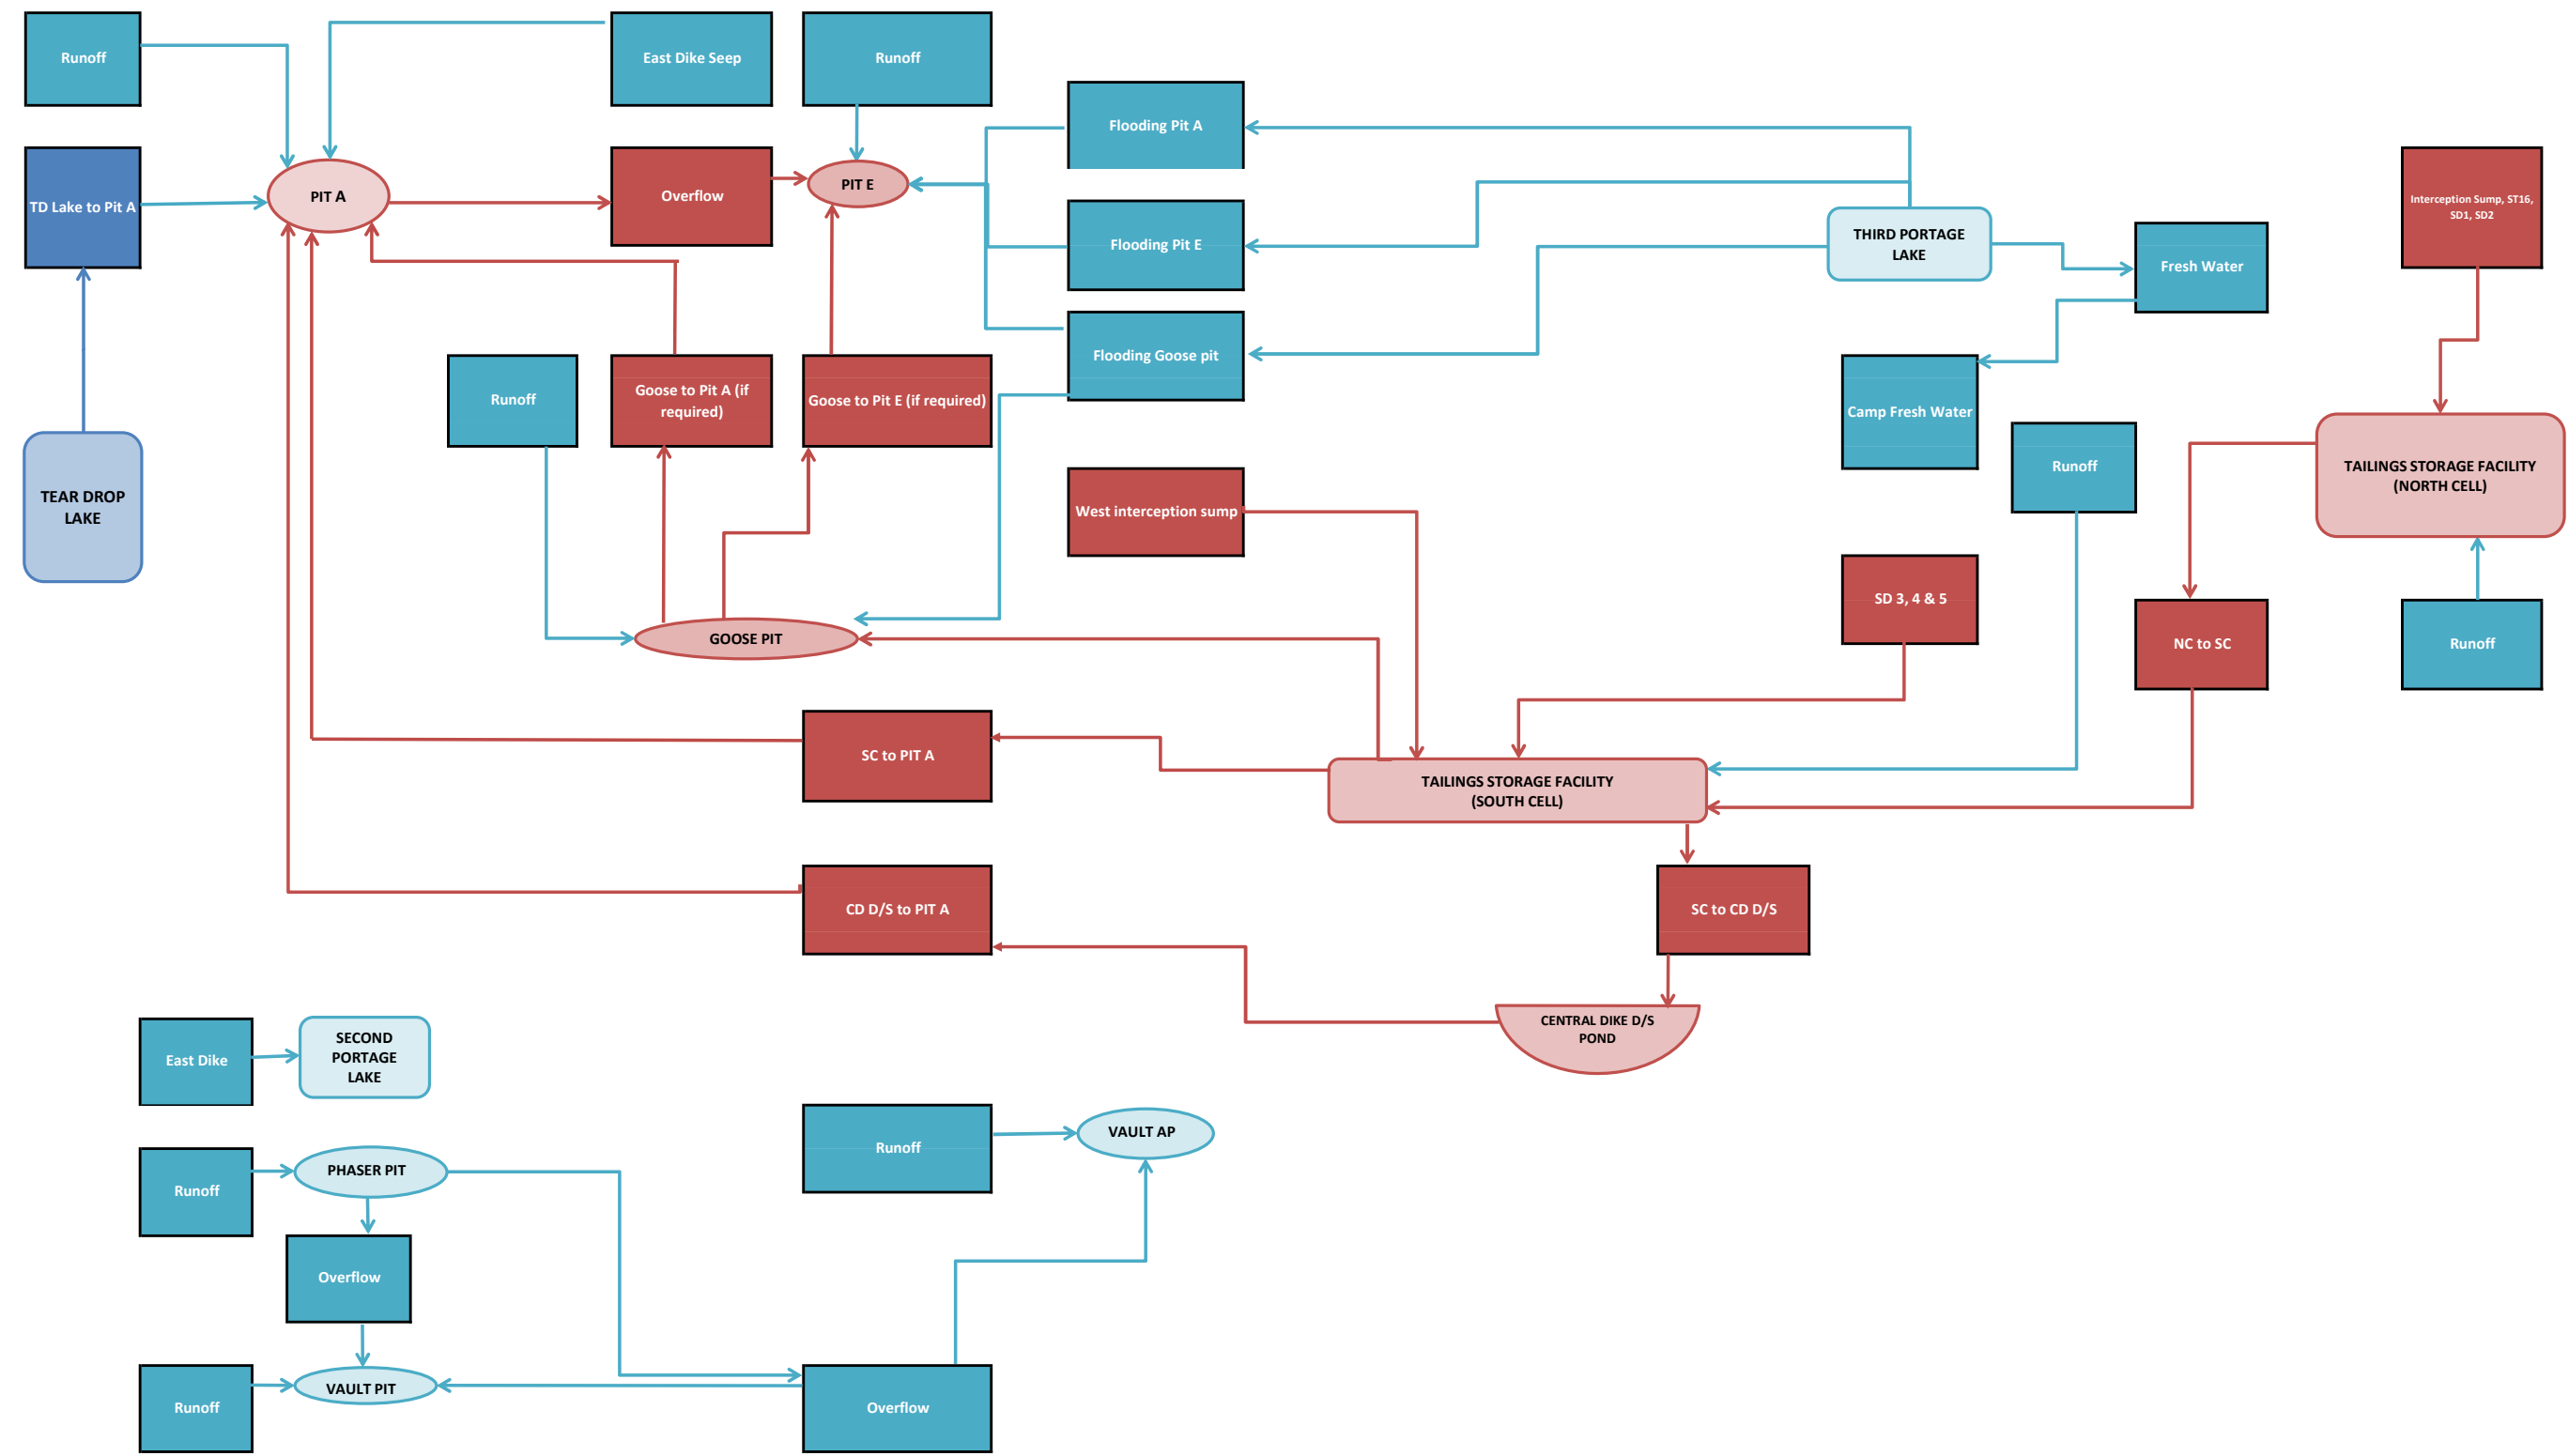 Runoff
East Dike Seep
Runoff
Flooding Pit A
TD Lake to Pit A
PIT A
Overflow
PIT E
Flooding Pit E
THIRD PORTAGE
LAKE
Fresh Water
Interception Sump, ST16,
SD1, SD2
Runoff
Goose to Pit A (if
required)
Goose to Pit E (if required)
Flooding Goose pit
Camp Fresh Water
Runoff
TAILINGS STORAGE FACILITY
(NORTH CELL)
TEAR DROP
LAKE
West interception sump
SD 3, 4 & 5
GOOSE PIT
NC to SC
Runoff
SC to PIT A
TAILINGS STORAGE FACILITY
(SOUTH CELL)
CD D/S to PIT A
SC to CD D/S
CENTRAL DIKE D/S
POND
East Dike
SECOND
PORTAGE
LAKE
Runoff
VAULT AP
Runoff
PHASER PIT
Overflow
Runoff
VAULT PIT
Overflow